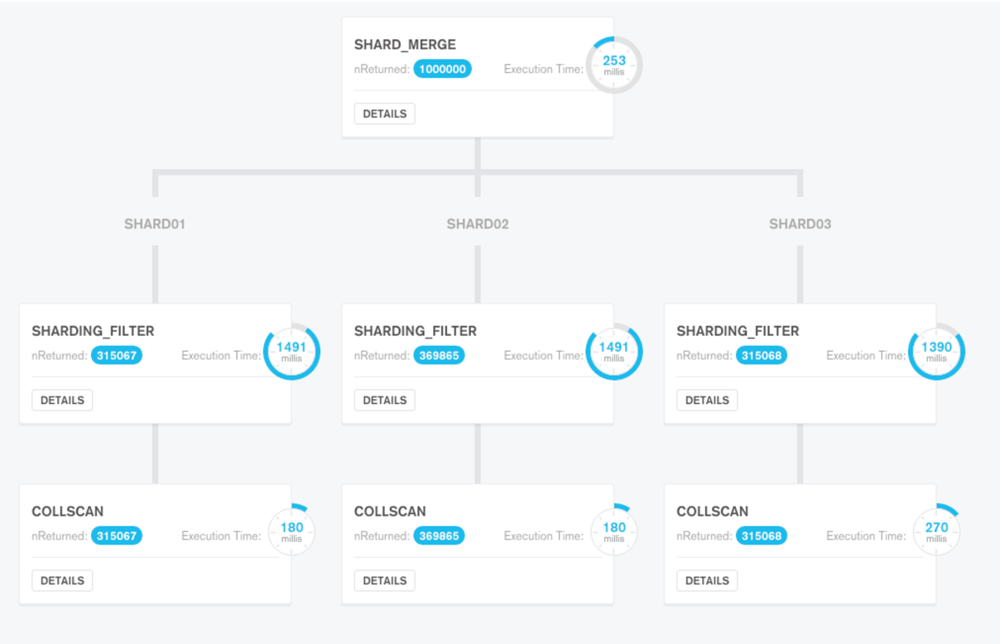 SHARD_MERGE
nReturned: 1000000 Execution Time: 253 millis
DETAILS
SHARD01 SHARD02 SHARD03
SHARDING_FILTER SHARDING_FILTER SHARDING_FILTER
nReturned: 315067 Execution Time: 1491 millis nReturned: 369865 Execution Time: 1491 millis nReturned: 315068 Execution Time: 1390 millis
DETAILS DETAILS DETAILS
COLLSCAN COLLSCAN COLLSCAN
nReturned: 315067 Execution Time: 180 millis nReturned: 369865 Execution Time: 180 millis nReturned: 315068 Execution Time: 270 millis
DETAILS DETAILS DETAILS